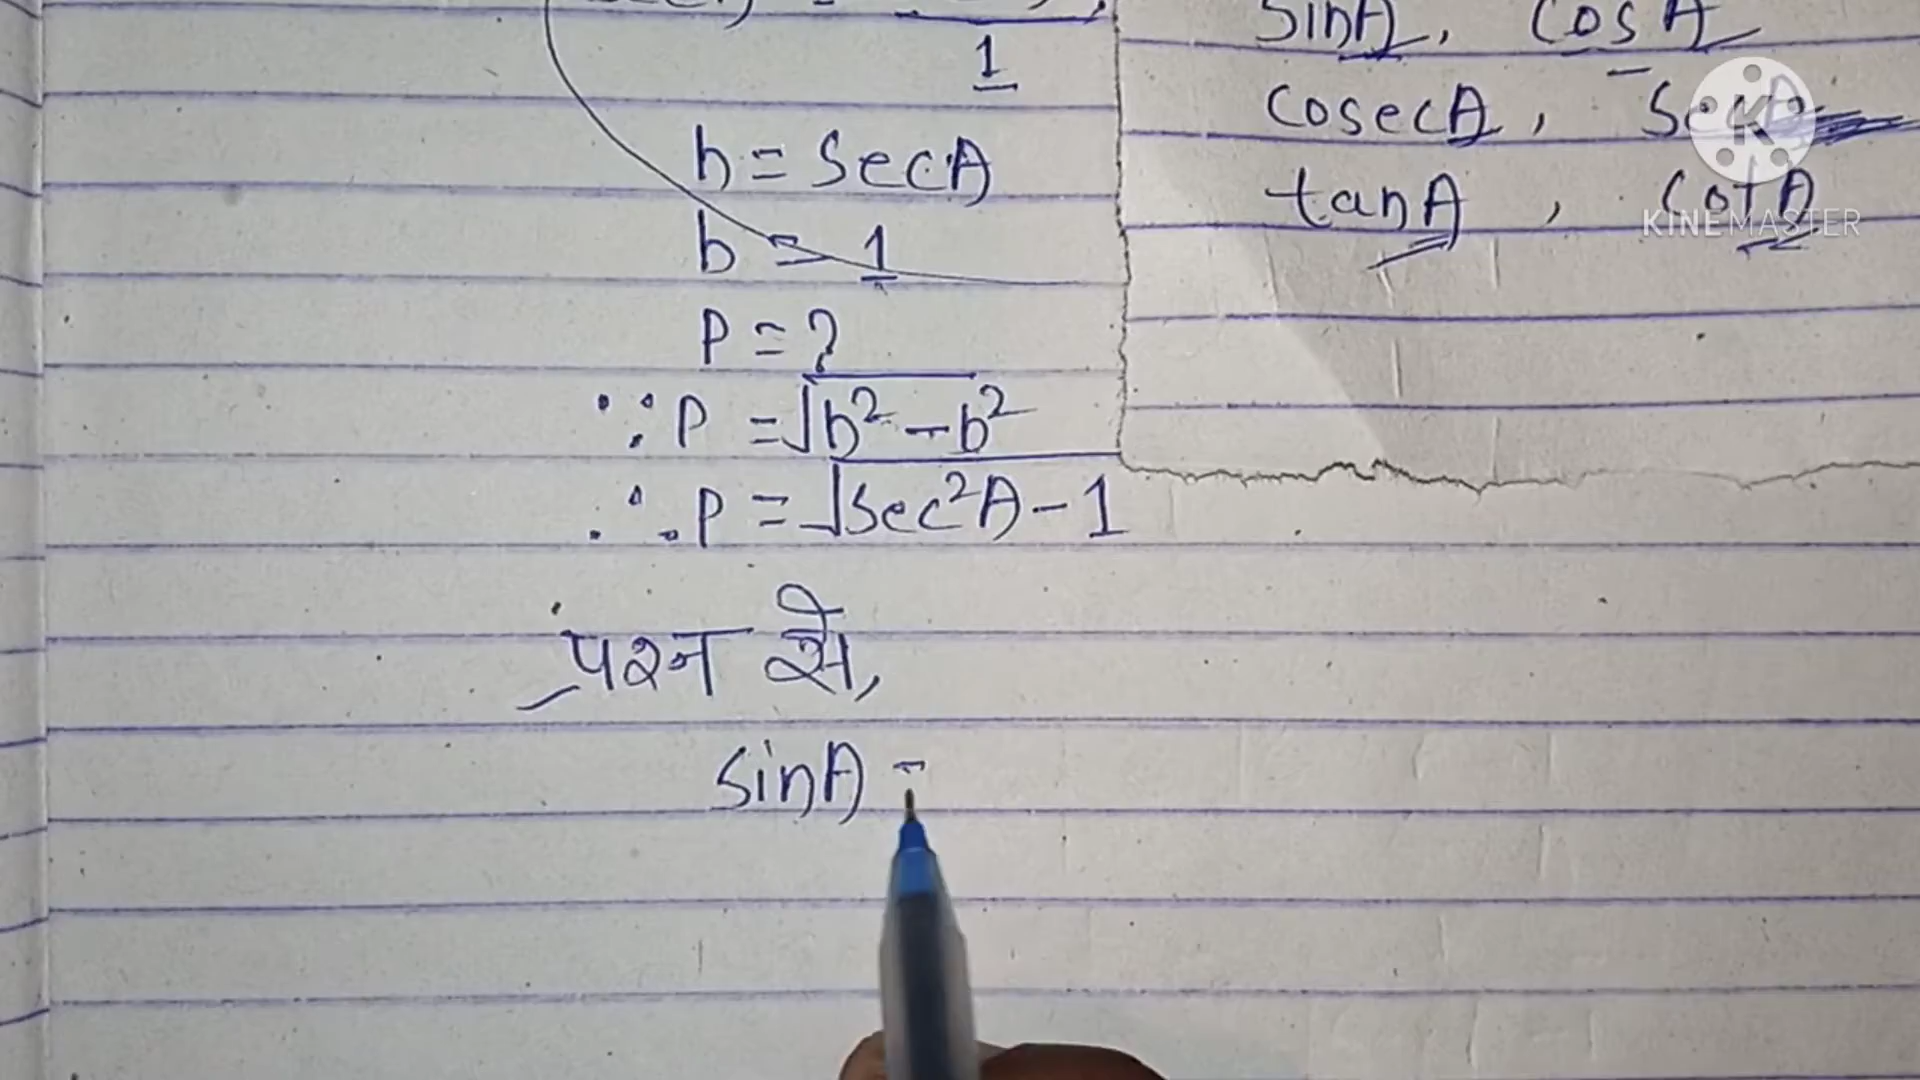 1
h = SecA
b = 1
P = ?
∵ P = √h² – b²
∴ P = √Sec²A – 1
प्रश्न से,
SinA =
SinA, CosA
CosecA, SecA
tanA, CotA
KINEMASTER